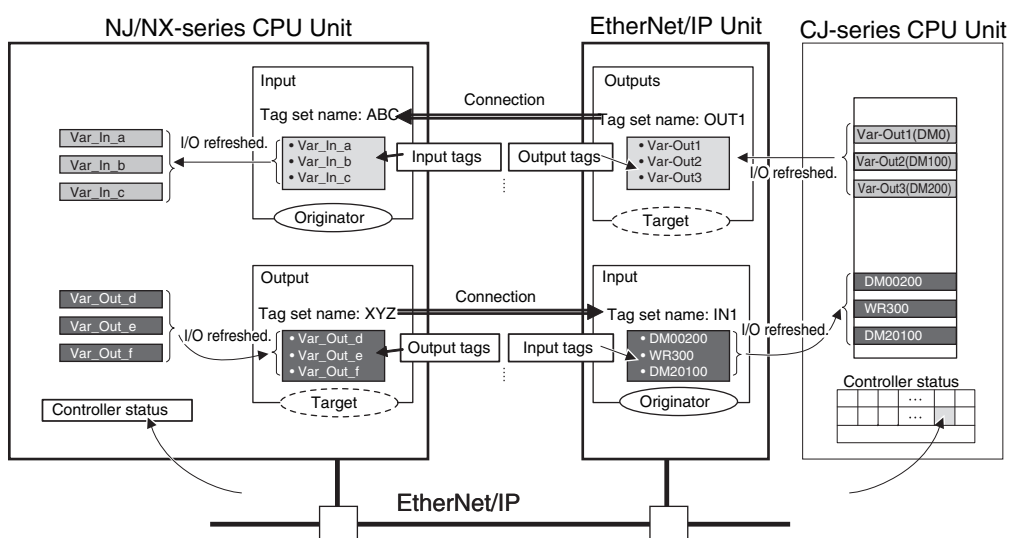 NJ/NX-series CPU Unit
Input
Tag set name: ABC
Var_In_a
Var_In_b
Var_In_c
I/O refreshed.
• Var_In_a
• Var_In_b
• Var_In_c
Input tags
Originator
Connection
Output
Tag set name: XYZ
Var_Out_d
Var_Out_e
Var_Out_f
I/O refreshed.
• Var_Out_d
• Var_Out_e
• Var_Out_f
Output tags
Target
Controller status
EtherNet/IP Unit
Outputs
Tag set name: OUT1
Output tags
• Var-Out1
• Var-Out2
• Var-Out3
Target
I/O refreshed.
Connection
Input
Tag set name: IN1
Input tags
• DM00200
• WR300
• DM20100
Originator
I/O refreshed.
CJ-series CPU Unit
Var-Out1(DM0)
Var-Out2(DM100)
Var-Out3(DM200)
DM00200
WR300
DM20100
Controller status
EtherNet/IP